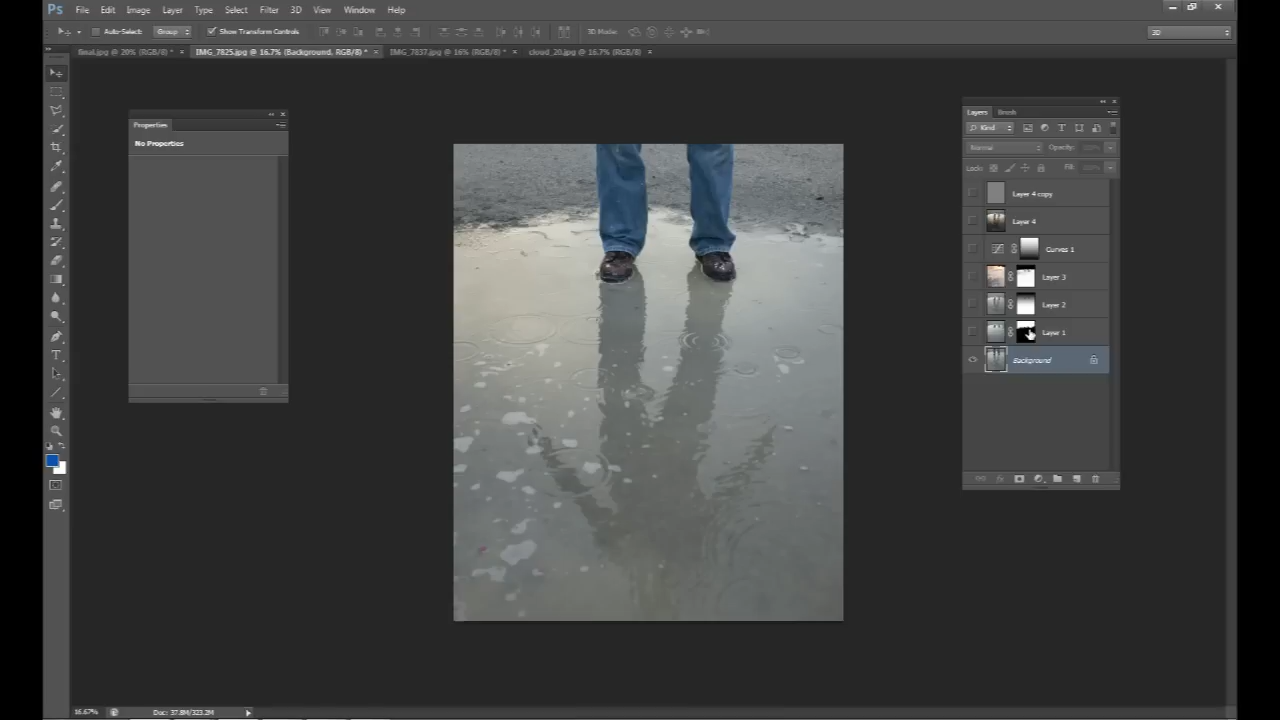 Ps File Edit Image Layer Type Select Filter 3D View Window Help
Auto-Select: Group Show Transform Controls 3D Mode: 3D
final.jpg @ 20% (RGB/8) * × IMG_7825.jpg @ 16.7% (Background, RGB/8) * × IMG_7837.jpg @ 16% (RGB/8) * × cloud_20.jpg @ 16.7% (RGB/8) ×
Properties
No Properties
Layers Brush
Kind
Normal Opacity: 100%
Lock: Fill: 100%
Layer 4 copy
Layer 4
Curves 1
Layer 3
Layer 2
Layer 1
Background
16.67% Doc: 37.8M/323.2M